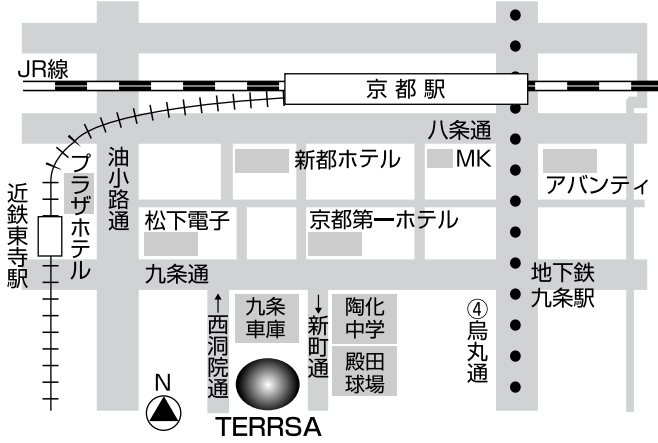 JR線
京都駅
八条通
新都ホテル
MK
アバンティ
プラザホテル
油小路通
近鉄東寺駅
松下電子
京都第一ホテル
九条通
地下鉄
九条駅
↑西洞院通
九条
車庫
↓新町通
陶化
中学
殿田
球場
④烏丸通
N
TERRSA